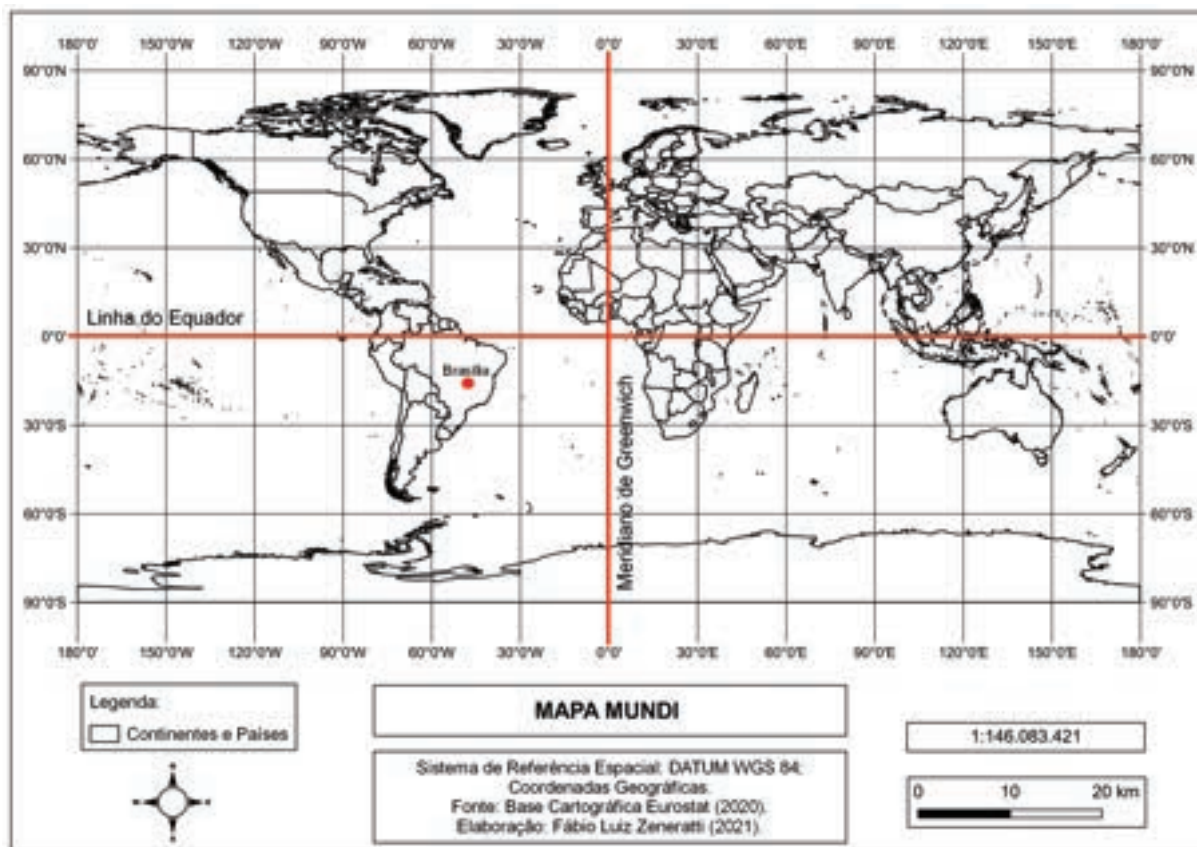 180°0' 150°0'W 120°0'W 90°0'W 60°0'W 30°0'W 0°0' 30°0'E 60°0'E 90°0'E 120°0'E 150°0'E 180°0'
90°0'N 90°0'N
60°0'N 60°0'N
30°0'N 30°0'N
Linha do Equador
0°0' 0°0'
Brasília
30°0'S 30°0'S
60°0'S 60°0'S
Meridiano de Greenwich
90°0'S 90°0'S
180°0' 150°0'W 120°0'W 90°0'W 60°0'W 30°0'W 0°0' 30°0'E 60°0'E 90°0'E 120°0'E 150°0'E 180°0'
Legenda:
Continentes e Países
MAPA MUNDI
Sistema de Referência Espacial: DATUM WGS 84;
Coordenadas Geográficas.
Fonte: Base Cartográfica Eurostat (2020).
Elaboração: Fábio Luiz Zeneratti (2021).
1:146.083.421
0 10 20 km